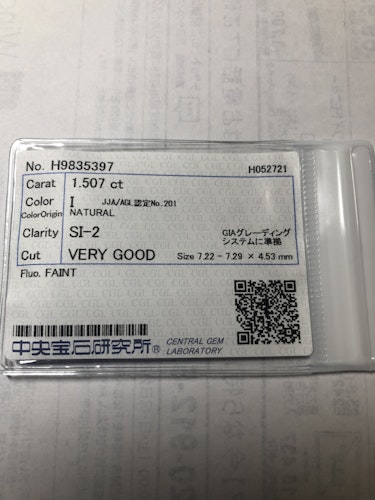 No. H9835397 H052721
Carat 1.507 ct
Color I JJA/AGL認定No.201
ColorOrigin NATURAL
Clarity SI-2 GIAグレーディング
システムに準拠
Cut VERY GOOD Size 7.22 - 7.29 × 4.53 mm
Fluo. FAINT
中央宝石研究所® CENTRAL GEM
LABORATORY